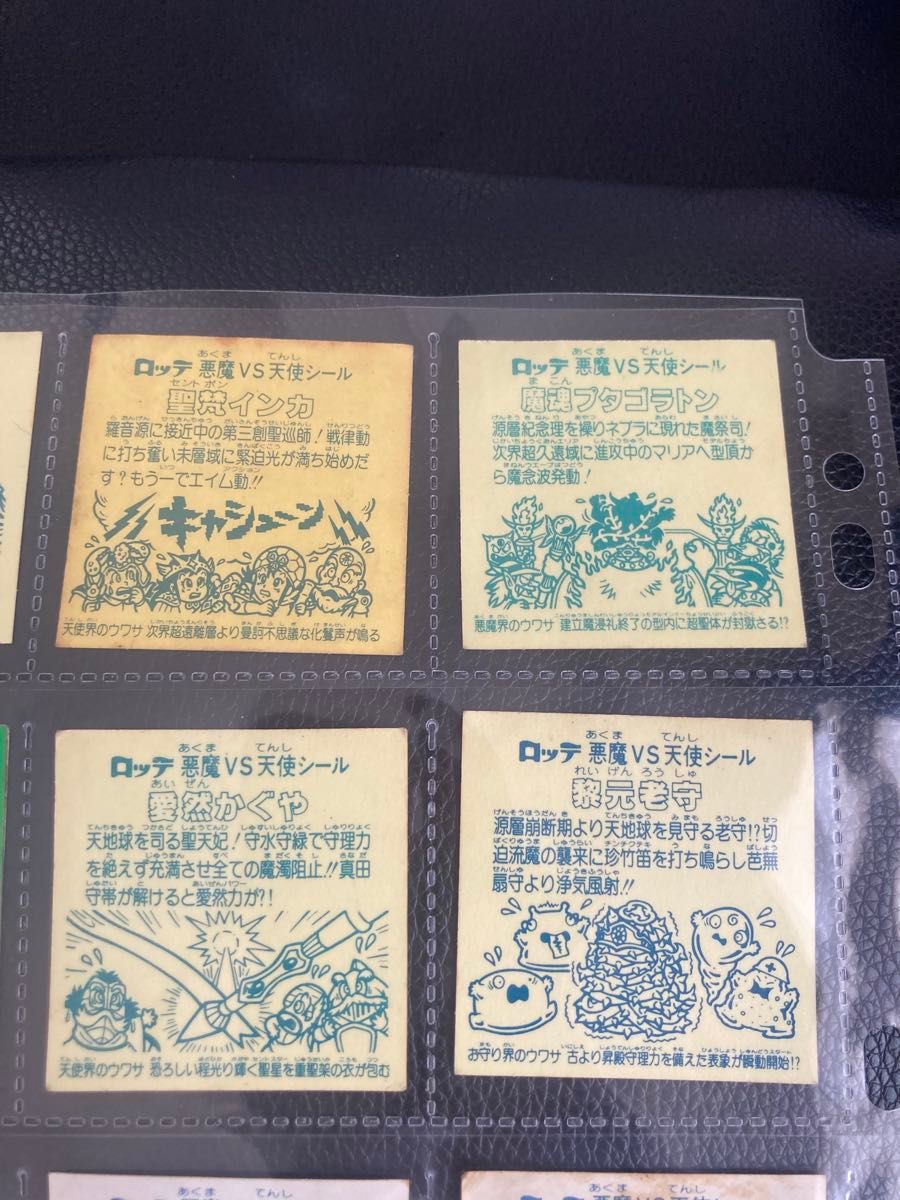 ロッテ 悪魔VS天使シール
聖梵インカ
羅音源に接近中の第三創聖巡師!戦律動
に打ち奮い未層域に緊迫光が満ち始めだ
す?もう一でエイム動!!
キャシューン
天使界のウワサ 次界超遠離層より曼訶不思議な化聲声が鳴る
ロッテ 悪魔VS天使シール
魔魂プタゴラトン
源層紀念理を操りネブラに現れた魔祭司!
次界超久遠域に進攻中のマリアヘ型頂か
ら魔念波発動!
悪魔界のウワサ 建立魔浸礼終了の型内に超聖体が封獄さる!?
ロッテ 悪魔VS天使シール
愛然かぐや
天地球を司る聖天妃!守水守緑で守理力
を絶えず充満させ全ての魔濁阻止!!真田
守帯が解けると愛然力が?!
天使界のウワサ 恐ろしい程光り輝く聖星を重聖架の衣が包む
ロッテ 悪魔VS天使シール
黎元老守
源層崩断期より天地球を見守る老守!?切
迫流魔の襲来に珍竹笛を打ち鳴らし芭蕪
扇守より浄気風射!!
お守り界のウワサ 古より昇殿守理力を備えた表象が瞬動開始!?